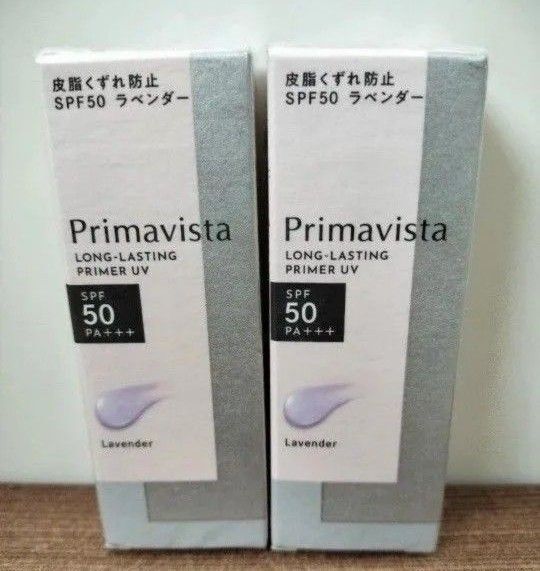 皮脂くずれ防止
SPF50 ラベンダー
Primavista
LONG-LASTING
PRIMER UV
SPF
50
PA+++
Lavender
皮脂くずれ防止
SPF50 ラベンダー
Primavista
LONG-LASTING
PRIMER UV
SPF
50
PA+++
Lavender